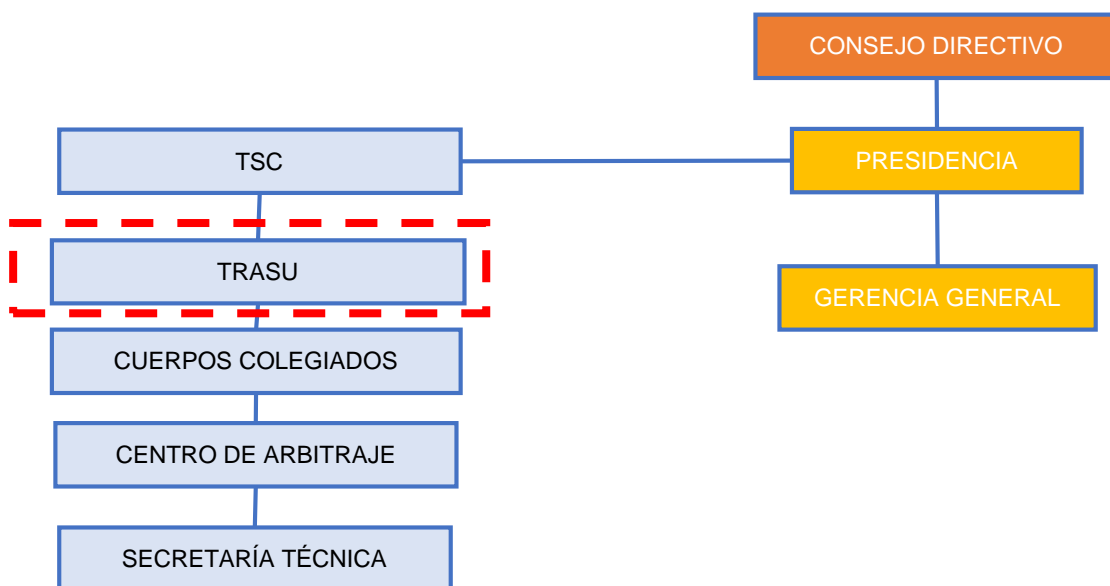 CONSEJO DIRECTIVO
TSC
PRESIDENCIA
TRASU
GERENCIA GENERAL
CUERPOS COLEGIADOS
CENTRO DE ARBITRAJE
SECRETARÍA TÉCNICA